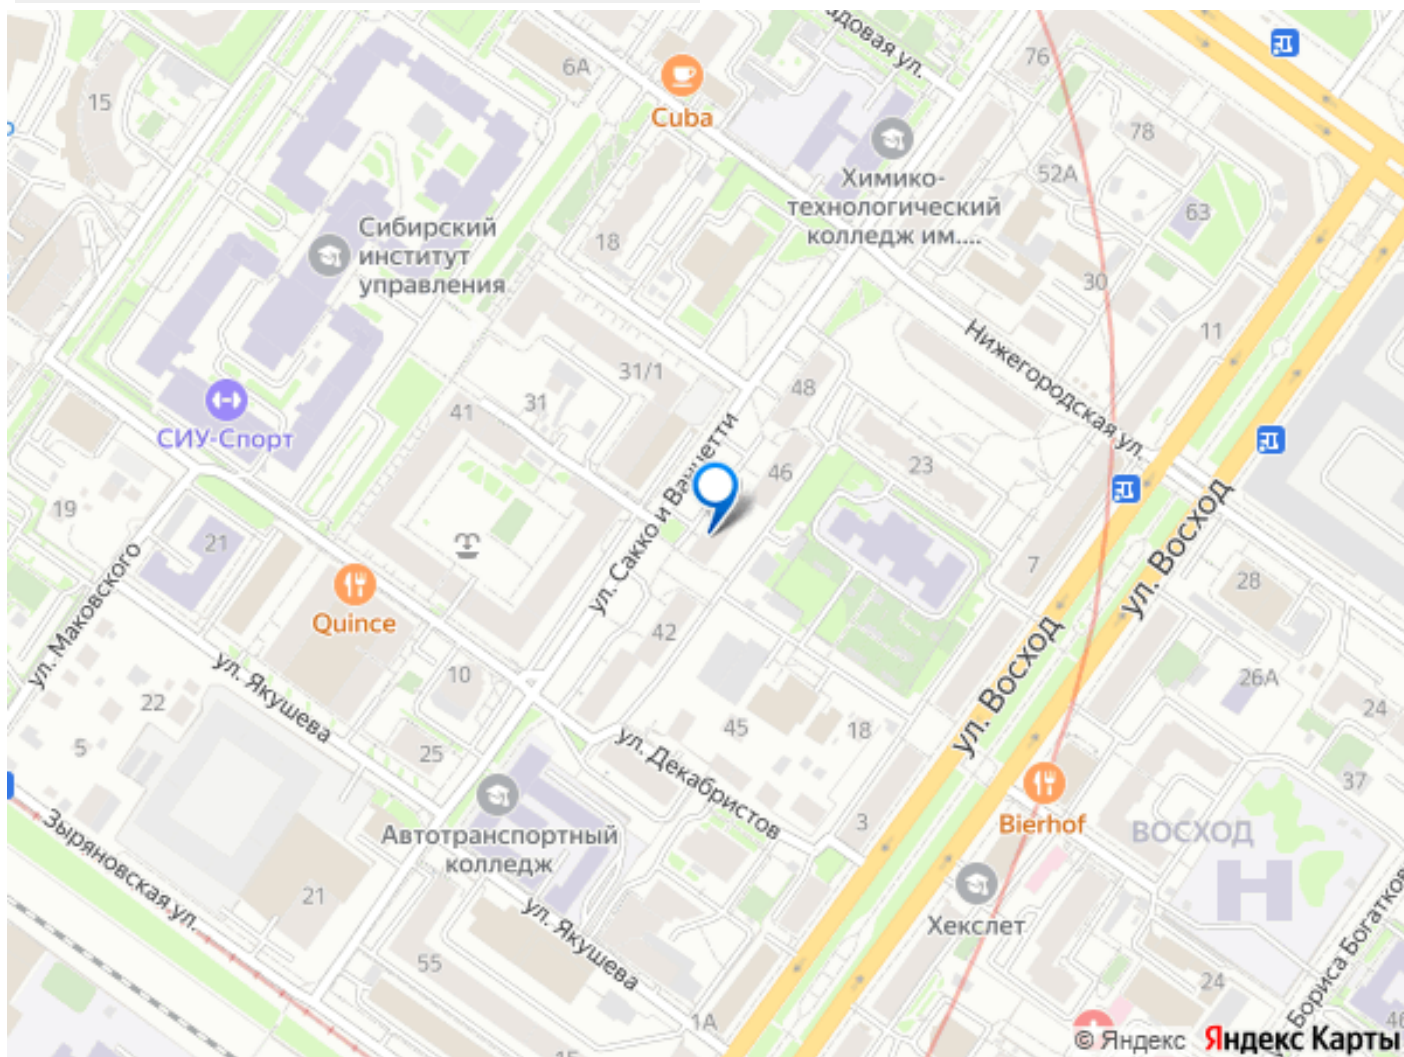 адовая ул.
76
6А
Cuba
15
78
Химико-
технологический
колледж им....
52А
63
Сибирский
институт
управления
18
30
11
Нижегородская ул.
31/1
48
31
41
СИУ-Спорт
ул. Сакко и Ванцетти
46
23
19
21
ул. Восход
7
28
Quince
ул. Маковского
42
ул. Якушева
10
26А
24
ул. Восход
22
5
25
45
18
ул. Декабристов
37
Bierhof
ВОСХОД
3
Автотранспортный
колледж
Зыряновская ул.
21
Хекслет
ул. Якушева
55
24
Бориса Богатков
1А
15
46
© Яндекс Яндекс Карты